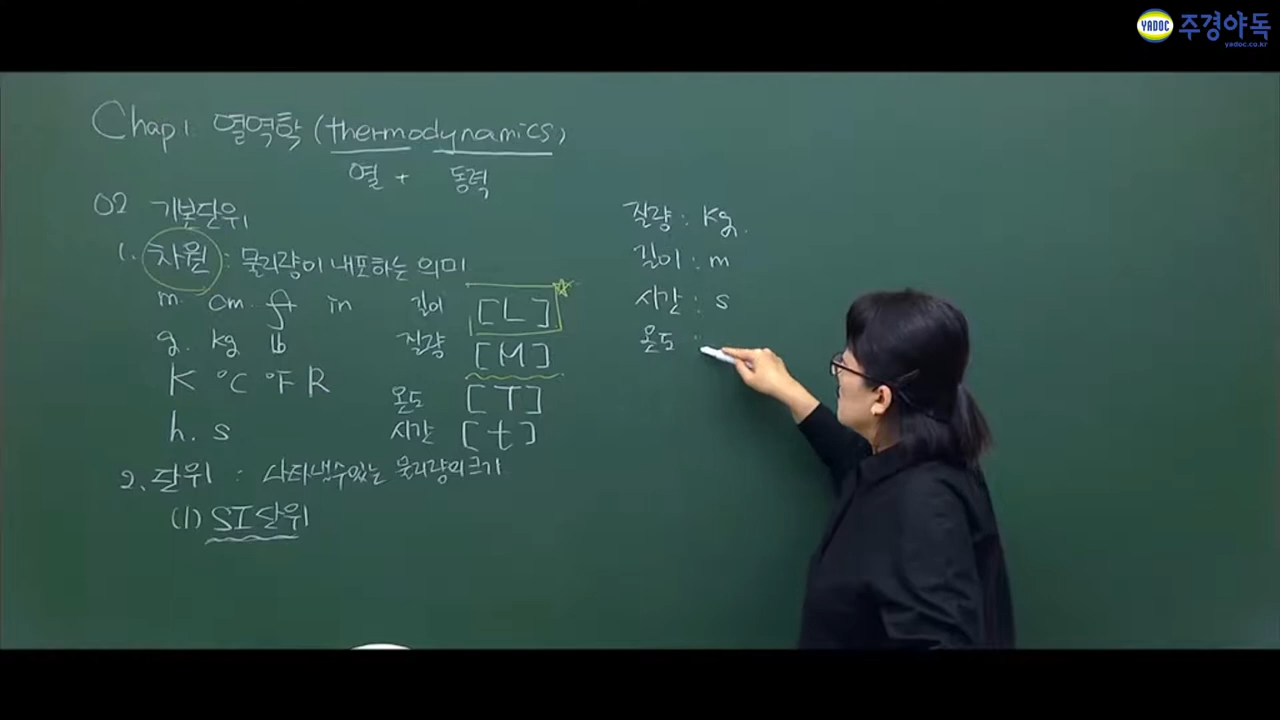 YADOC 주경야독
yadoc.co.kr
Chap 1. 열역학 (thermodynamics)
열 + 동력
02 기본단위
1. 차원 : 물리량이 내포하는 의미
m. cm. ft in 길이 [L]
g. kg lb 질량 [M]
K °C °F R 온도 [T]
h. s 시간 [t]
2. 단위 : 나타낼 수 있는 물리량의 크기
(1) SI 단위
질량 : kg.
길이 : m
시간 : s
온도 :